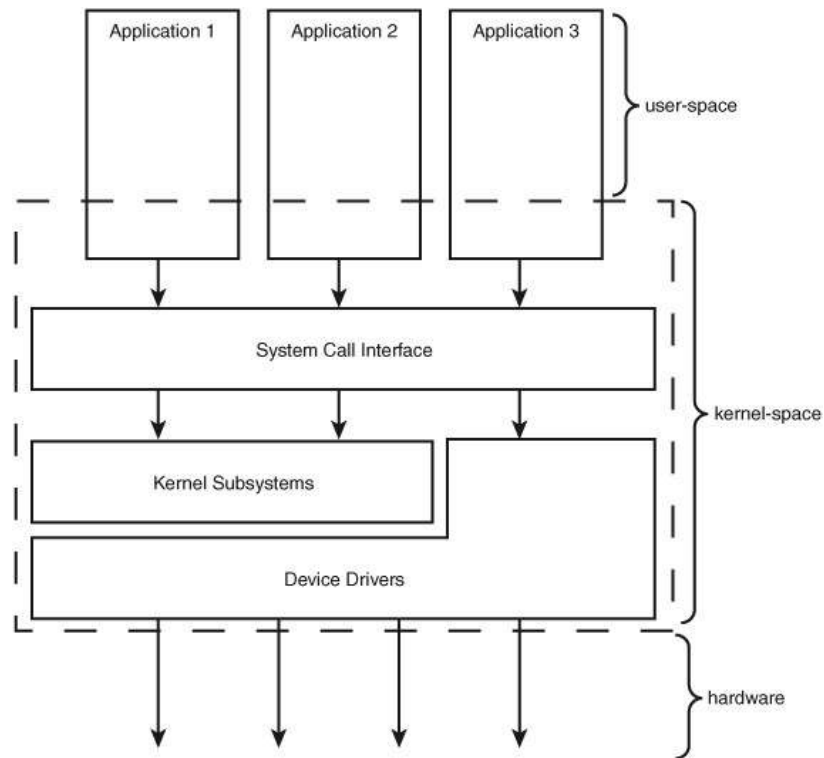 Application 1
Application 2
Application 3
user-space
System Call Interface
kernel-space
Kernel Subsystems
Device Drivers
hardware